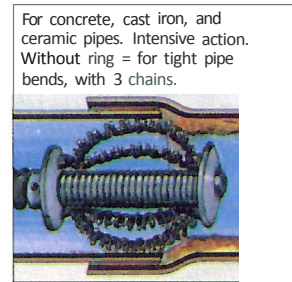 For concrete, cast iron, and
ceramic pipes. Intensive action.
Without ring = for tight pipe
bends, with 3 chains.